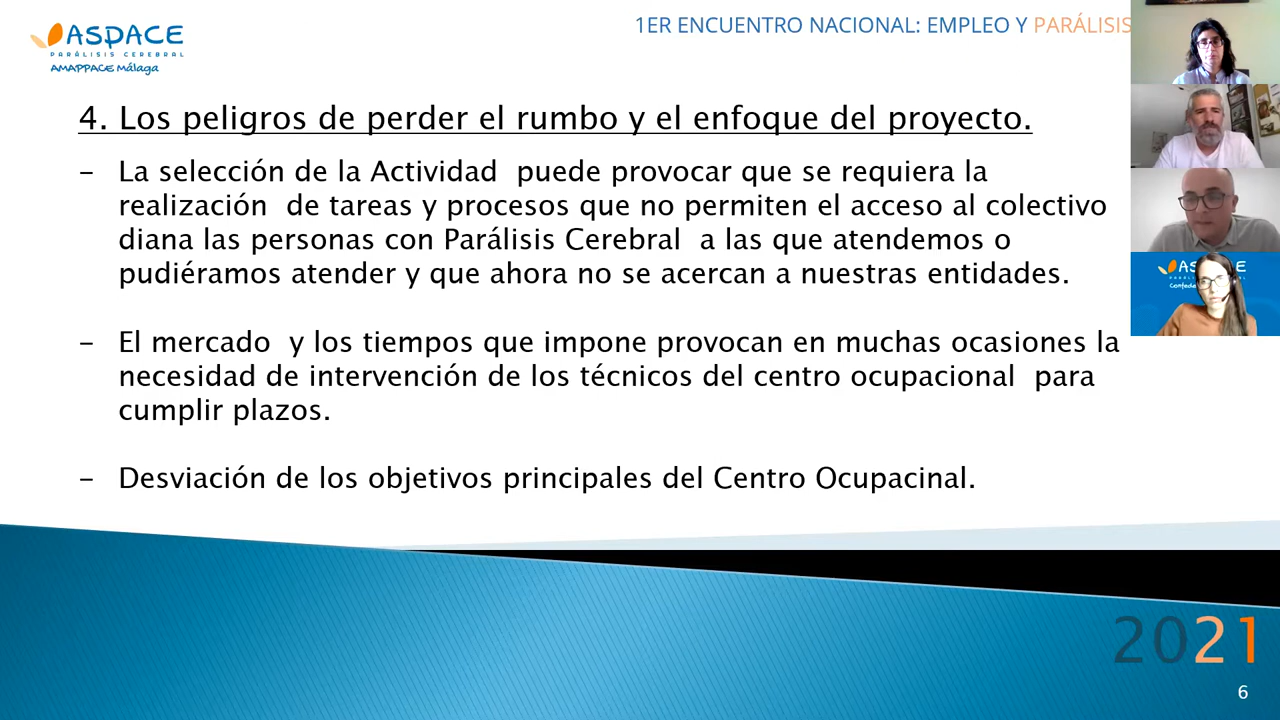 ASPACE
PARÁLISIS CEREBRAL
AMAPPACE Málaga
1ER ENCUENTRO NACIONAL: EMPLEO Y PARÁLISIS
4. Los peligros de perder el rumbo y el enfoque del proyecto.
– La selección de la Actividad puede provocar que se requiera la
realización de tareas y procesos que no permiten el acceso al colectivo
diana las personas con Parálisis Cerebral a las que atendemos o
pudiéramos atender y que ahora no se acercan a nuestras entidades.
– El mercado y los tiempos que impone provocan en muchas ocasiones la
necesidad de intervención de los técnicos del centro ocupacional para
cumplir plazos.
– Desviación de los objetivos principales del Centro Ocupacinal.
2021
6